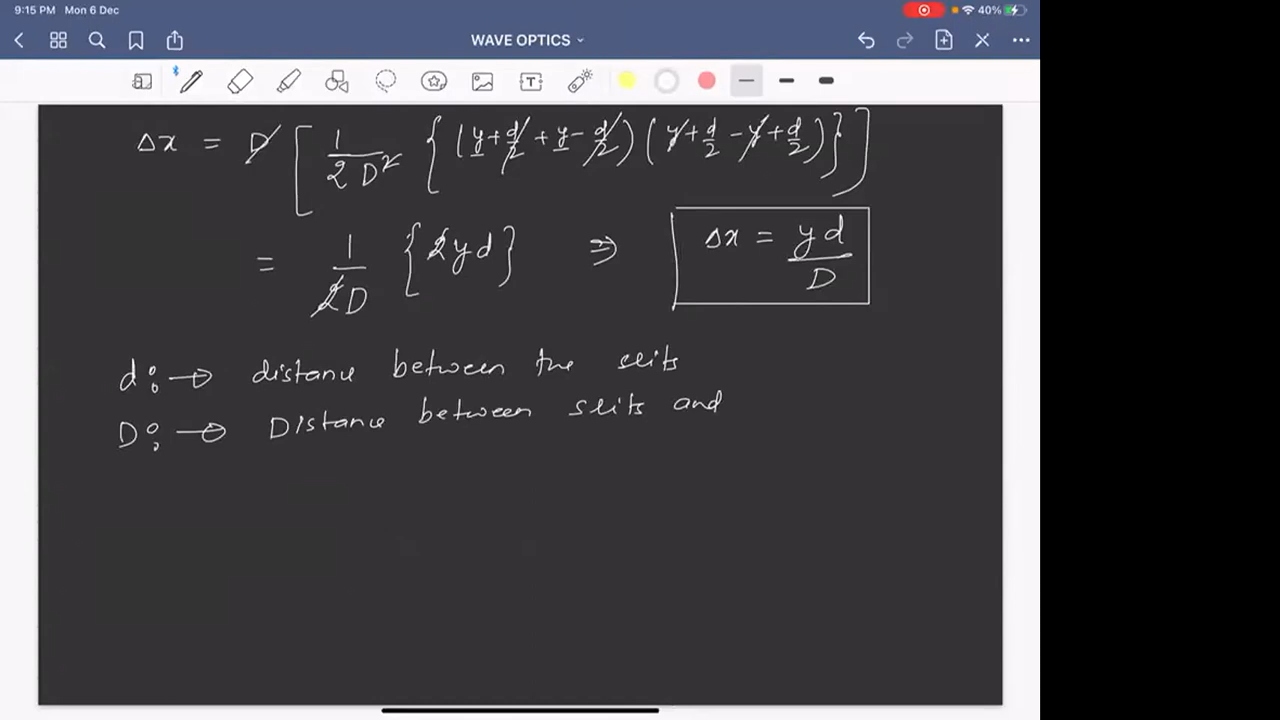 9:15 PM Mon 6 Dec
40%
WAVE OPTICS
T
Δx = D [ 1/2D² { (y + d/2 + y - d/2) (y + d/2 - y + d/2) } ]
= 1/2D { 2yd } ⇒ Δx = yd/D
d: → distance between the slits
D: → Distance between slits and